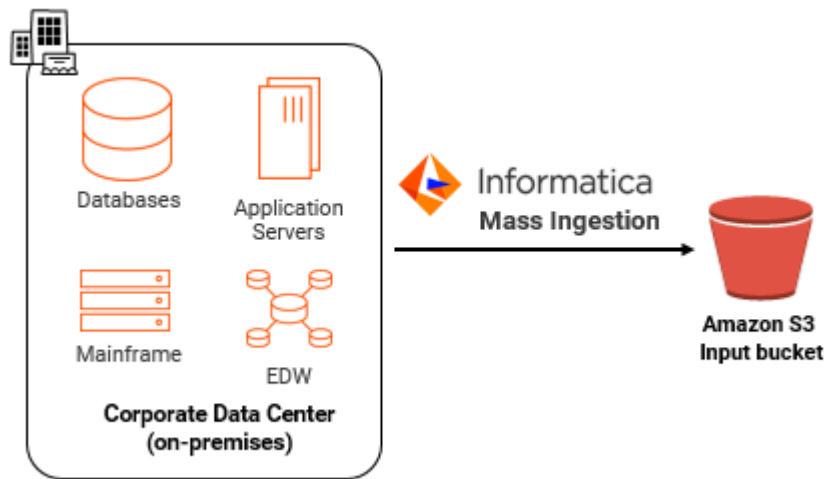 Databases
Application
Servers
Mainframe
EDW
Corporate Data Center
(on-premises)
Informatica
Mass Ingestion
Amazon S3
Input bucket